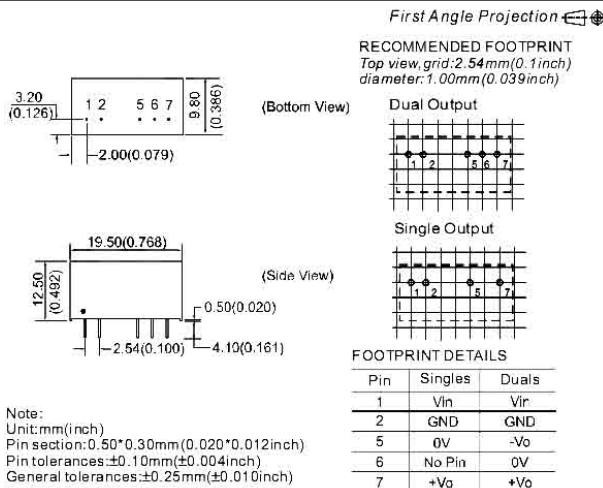 First Angle Projection
RECOMMENDED FOOTPRINT
Top view,grid:2.54mm(0.1inch)
diameter:1.00mm(0.039inch)
3.20
(0.126)
1 2 5 6 7
9.80
(0.386)
(Bottom View)
2.00(0.079)
Dual Output
1 2 5 6 7
19.50(0.768)
12.50
(0.492)
(Side View)
0.50(0.020)
2.54(0.100)
4.10(0.161)
Single Output
1 2 5 7
FOOTPRINT DETAILS
Pin Singles Duals
1 Vin Vin
2 GND GND
5 0V -Vo
6 No Pin 0V
7 +Vo +Vo
Note:
Unit:mm(inch)
Pin section:0.50*0.30mm(0.020*0.012inch)
Pin tolerances:±0.10mm(±0.004inch)
General tolerances:±0.25mm(±0.010inch)